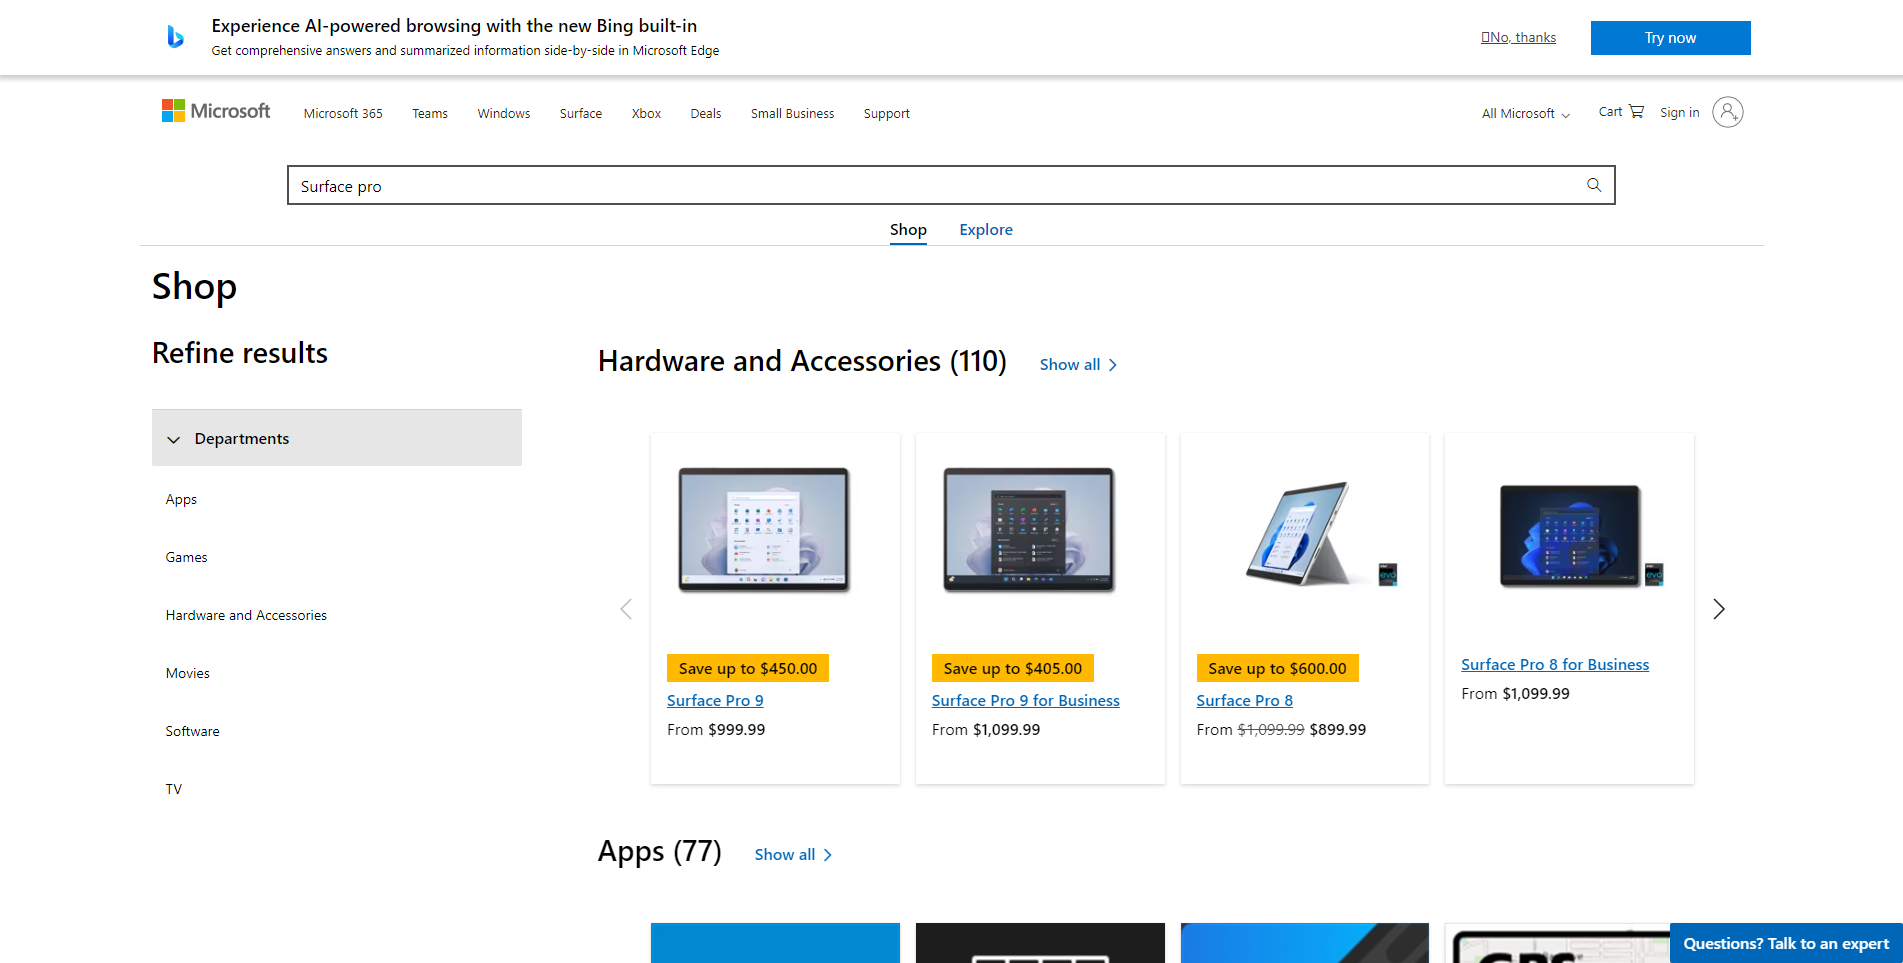 Experience AI-powered browsing with the new Bing built-in
Get comprehensive answers and summarized information side-by-side in Microsoft Edge
No, thanks
Try now
Microsoft
Microsoft 365
Teams
Windows
Surface
Xbox
Deals
Small Business
Support
All Microsoft
Cart
Sign in
Surface pro
Shop
Explore
Shop
Refine results
Departments
Apps
Games
Hardware and Accessories
Movies
Software
TV
Hardware and Accessories (110)
Show all
Save up to $450.00
Surface Pro 9
From $999.99
Save up to $405.00
Surface Pro 9 for Business
From $1,099.99
evo
Save up to $600.00
Surface Pro 8
From $1,099.99 $899.99
evo
Surface Pro 8 for Business
From $1,099.99
Apps (77)
Show all
GPS
Questions? Talk to an expert